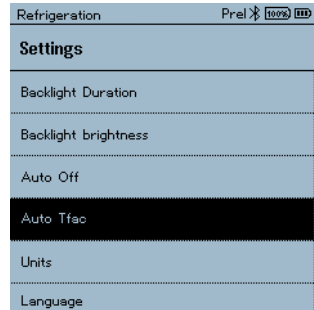 Refrigeration Prel 100%
Settings
Backlight Duration
Backlight brightness
Auto Off
Auto Tfac
Units
Language